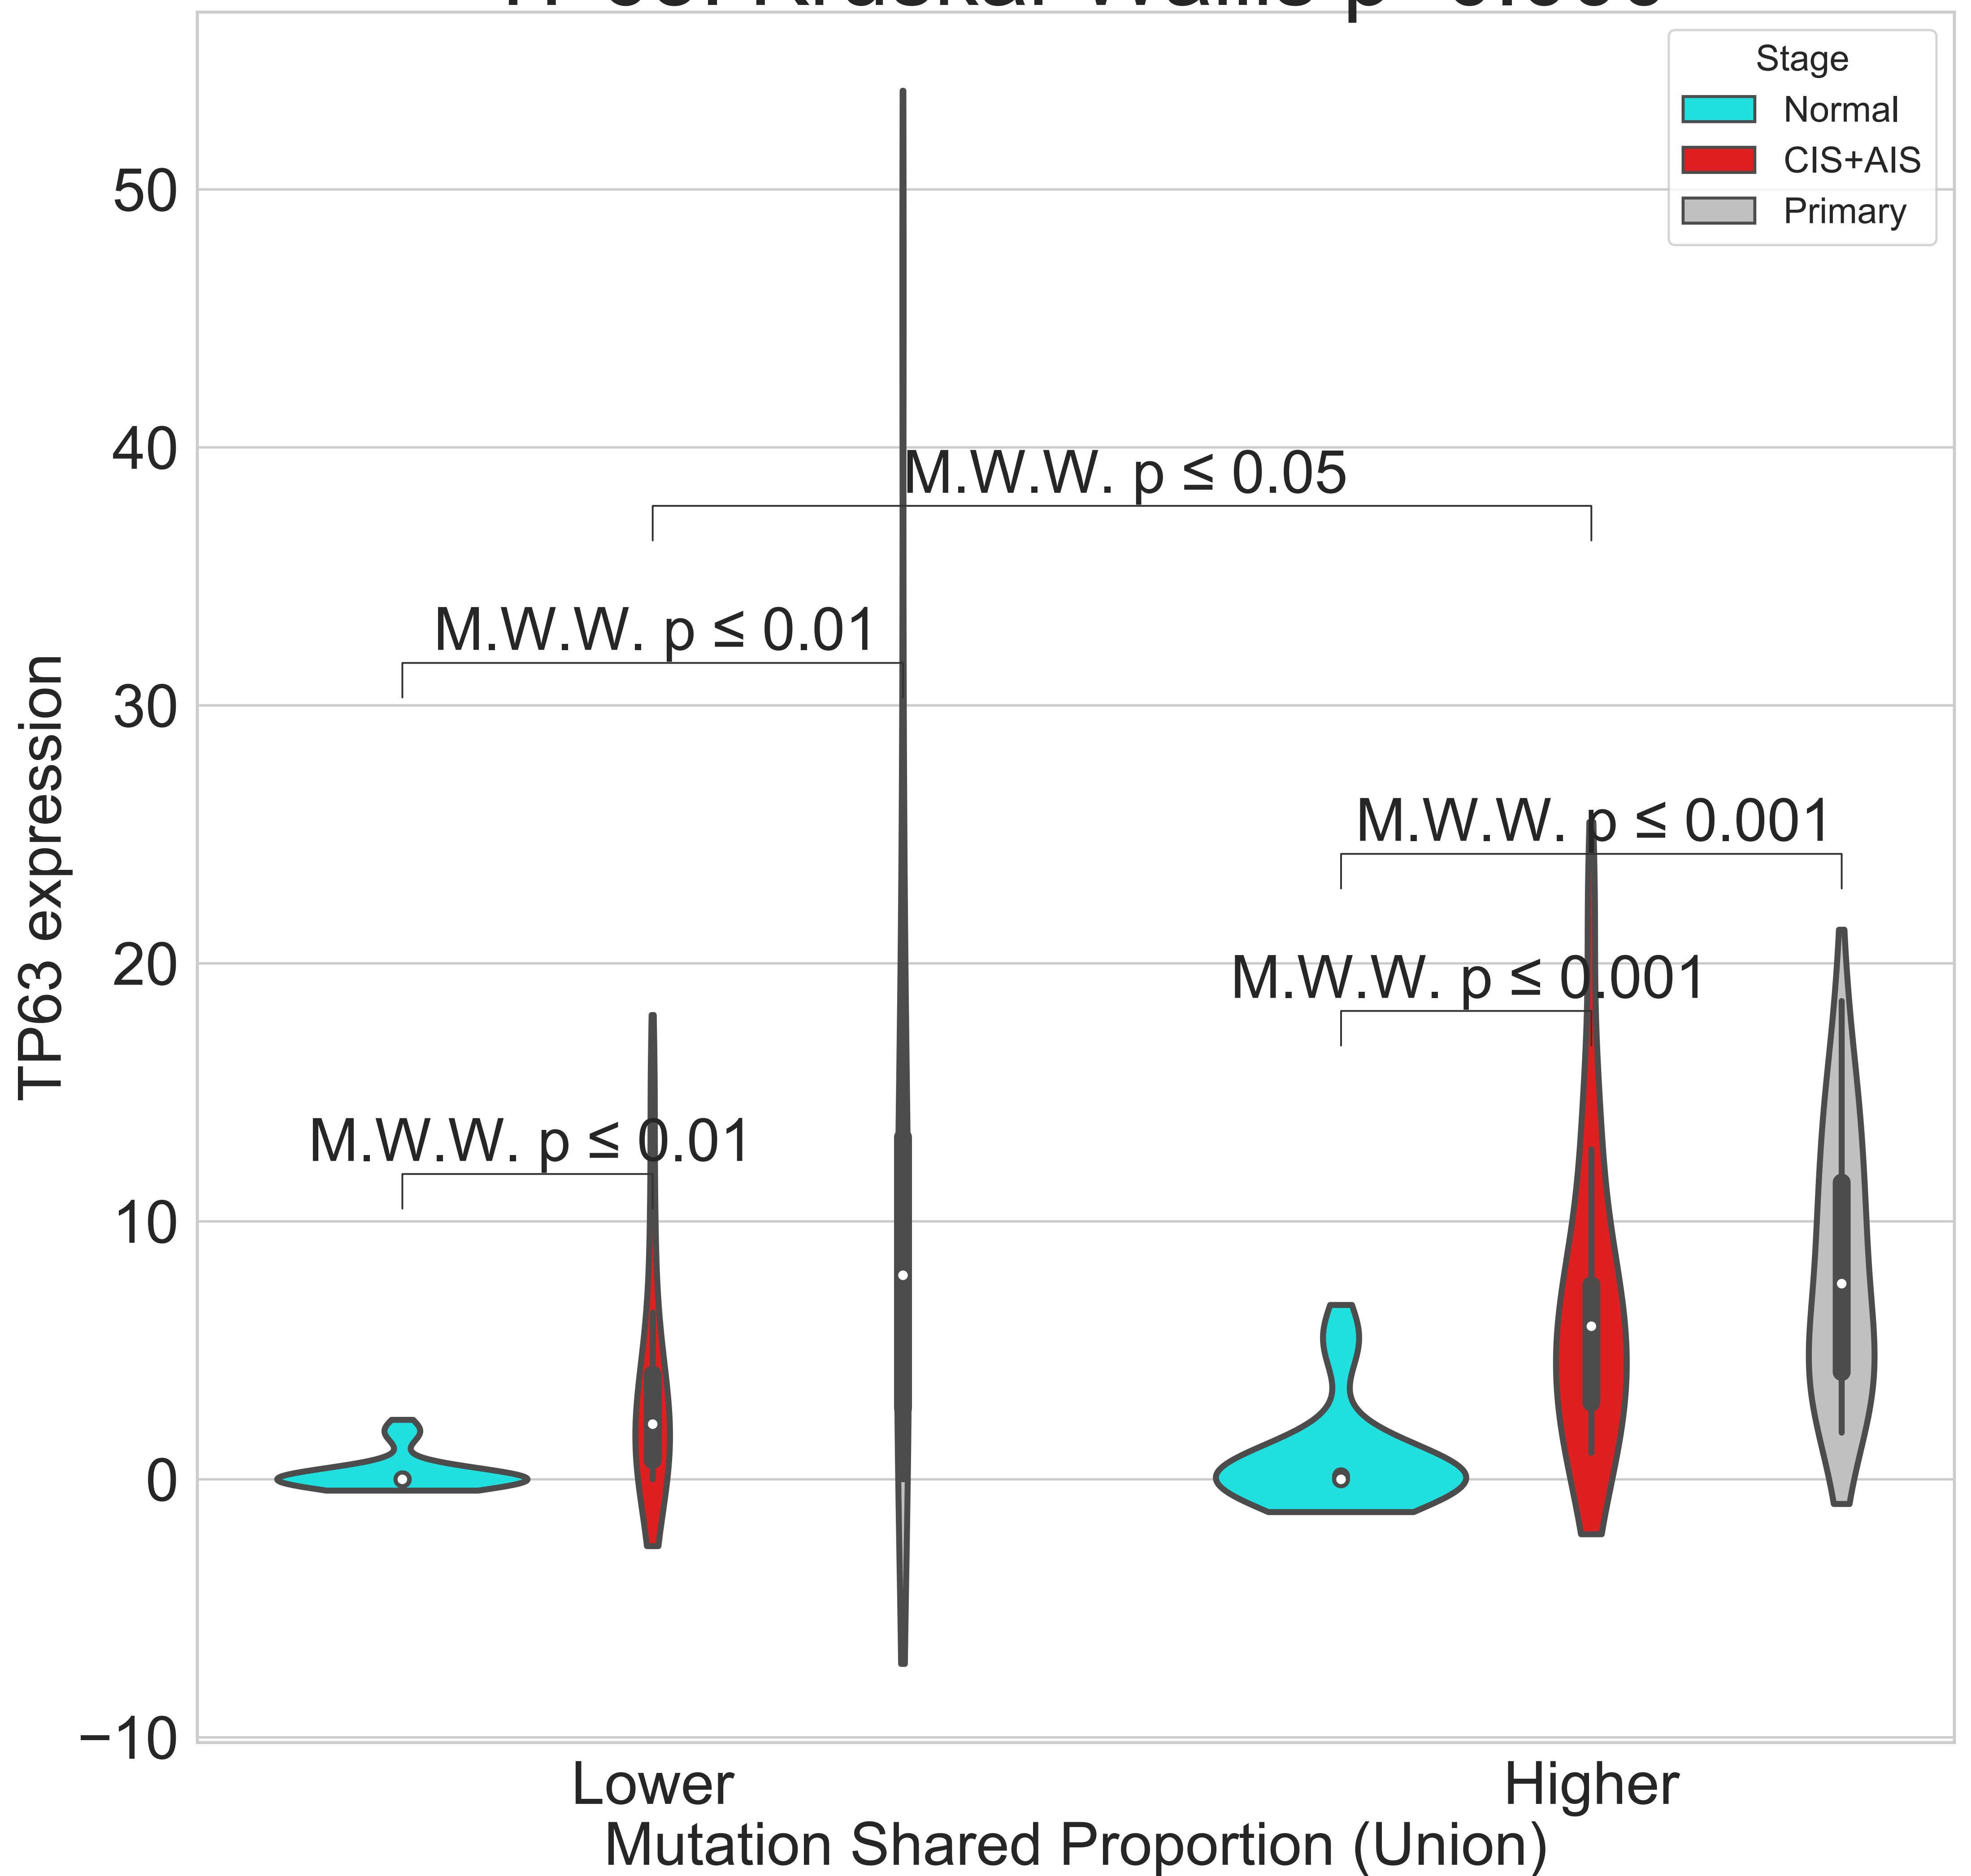 Stage
Normal
CIS+AIS
Primary
50
40
30
20
10
0
−10
TP63 expression
M.W.W. p ≤ 0.05
M.W.W. p ≤ 0.01
M.W.W. p ≤ 0.001
M.W.W. p ≤ 0.001
M.W.W. p ≤ 0.01
Lower
Higher
Mutation Shared Proportion (Union)